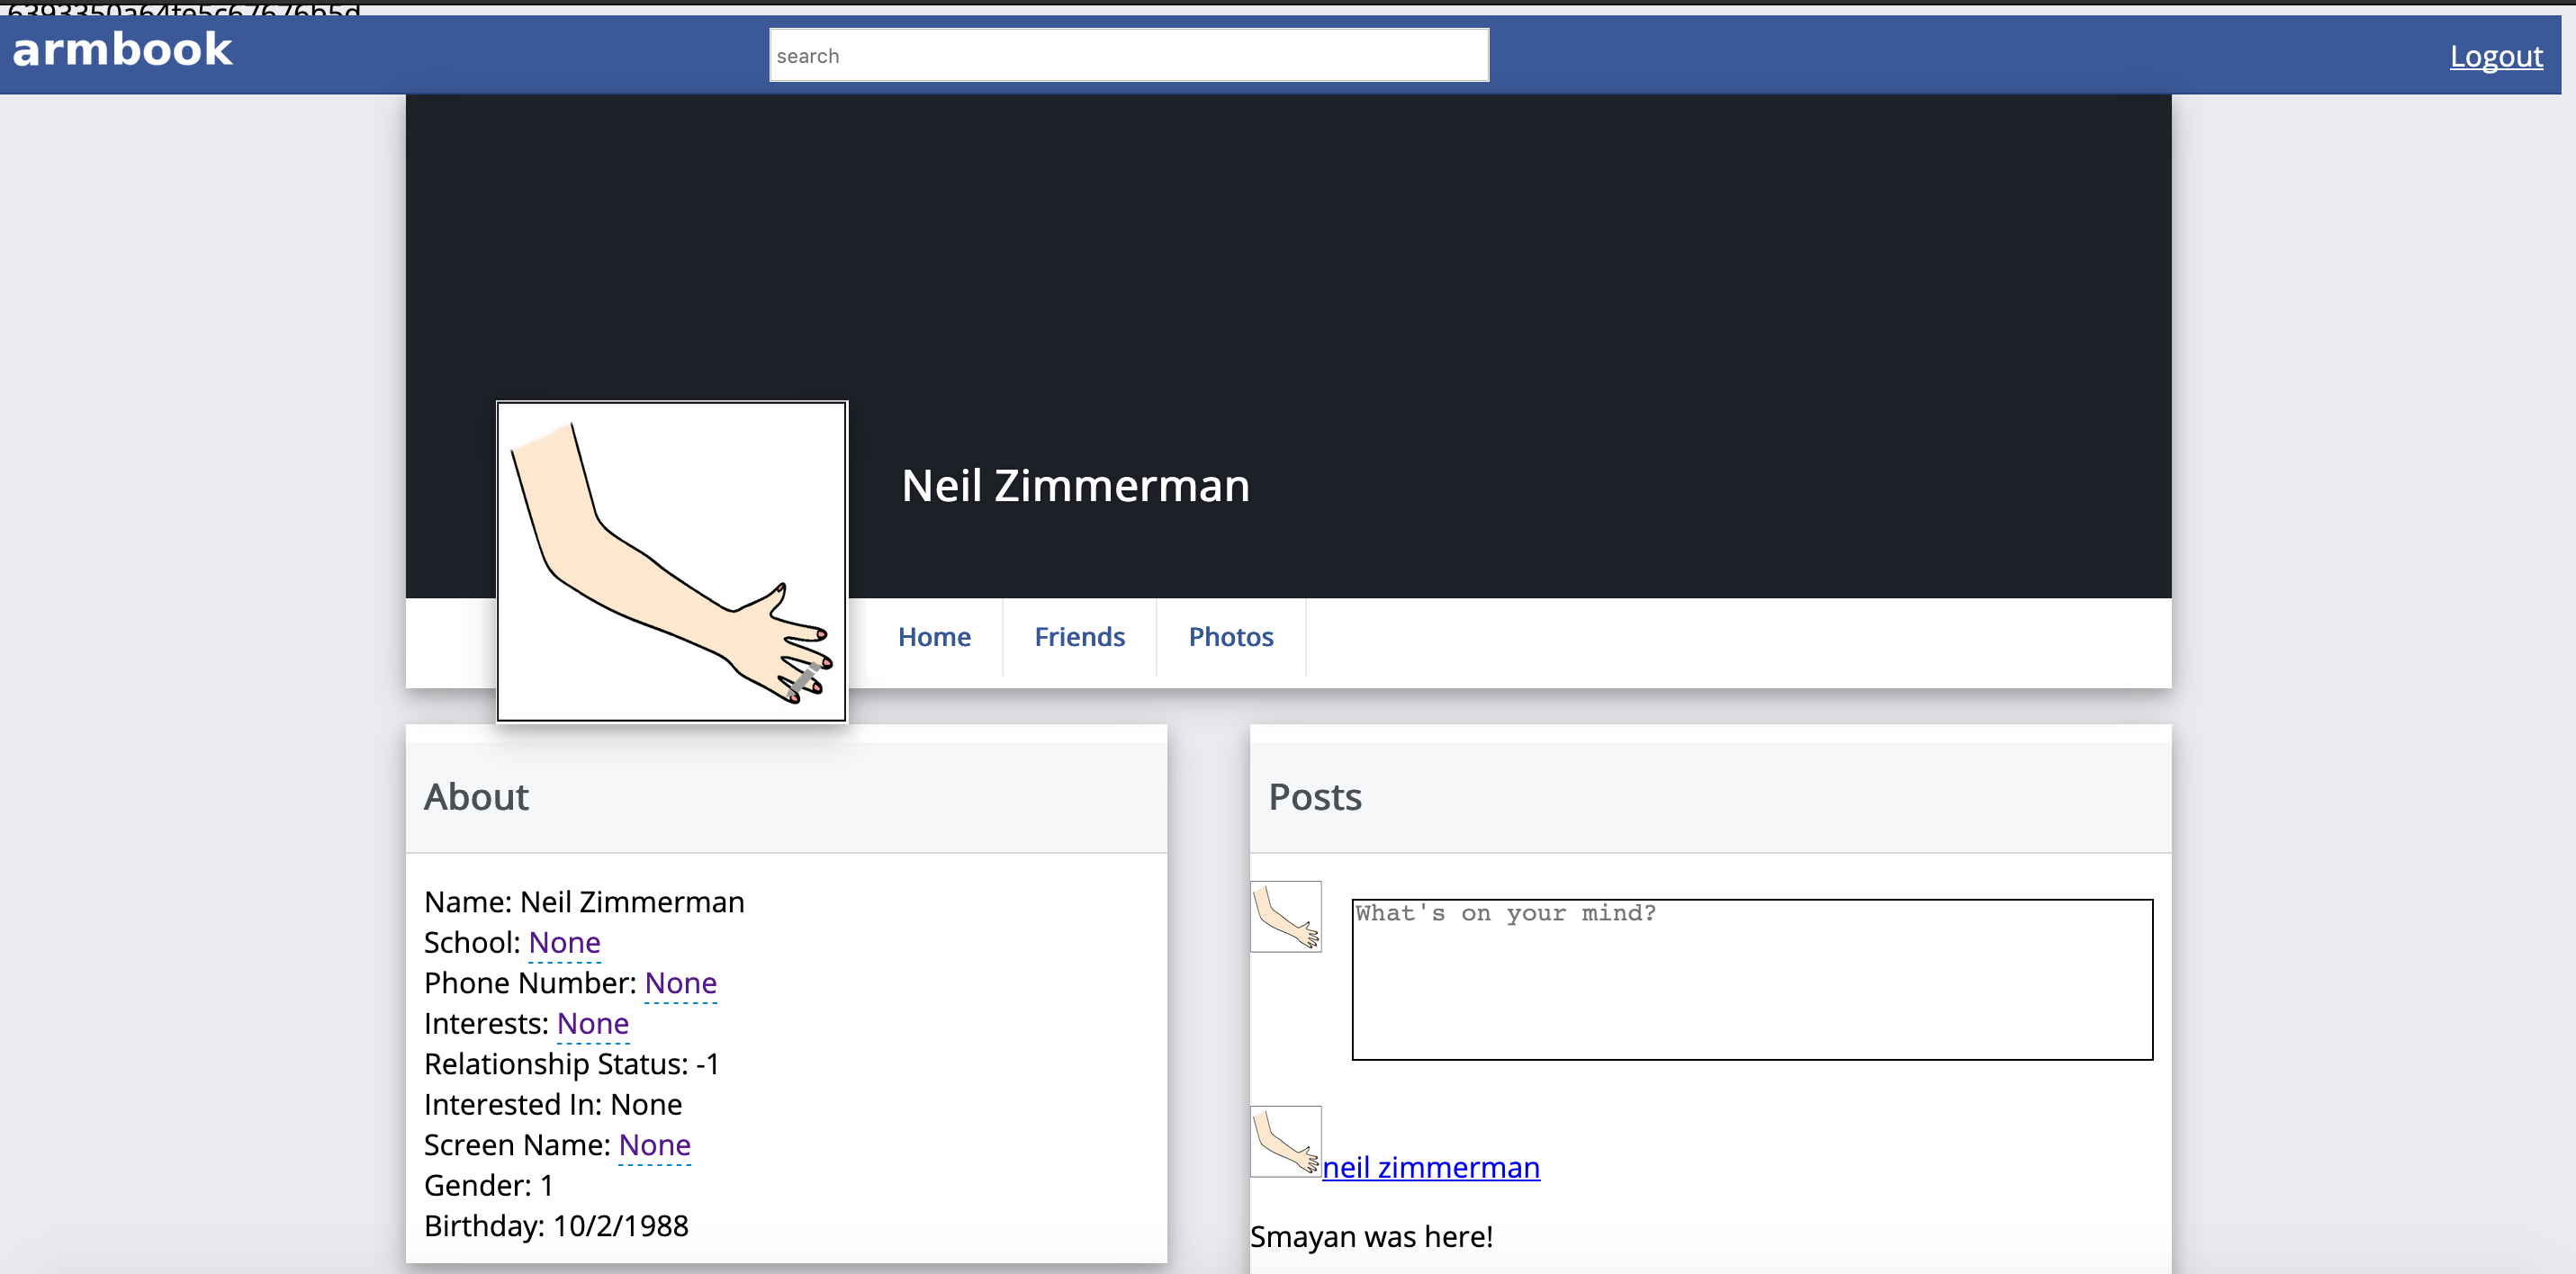 armbook
search
Logout
Neil Zimmerman
Home
Friends
Photos
About
Name: Neil Zimmerman
School: None
Phone Number: None
Interests: None
Relationship Status: -1
Interested In: None
Screen Name: None
Gender: 1
Birthday: 10/2/1988
Posts
What's on your mind?
neil zimmerman
Smayan was here!